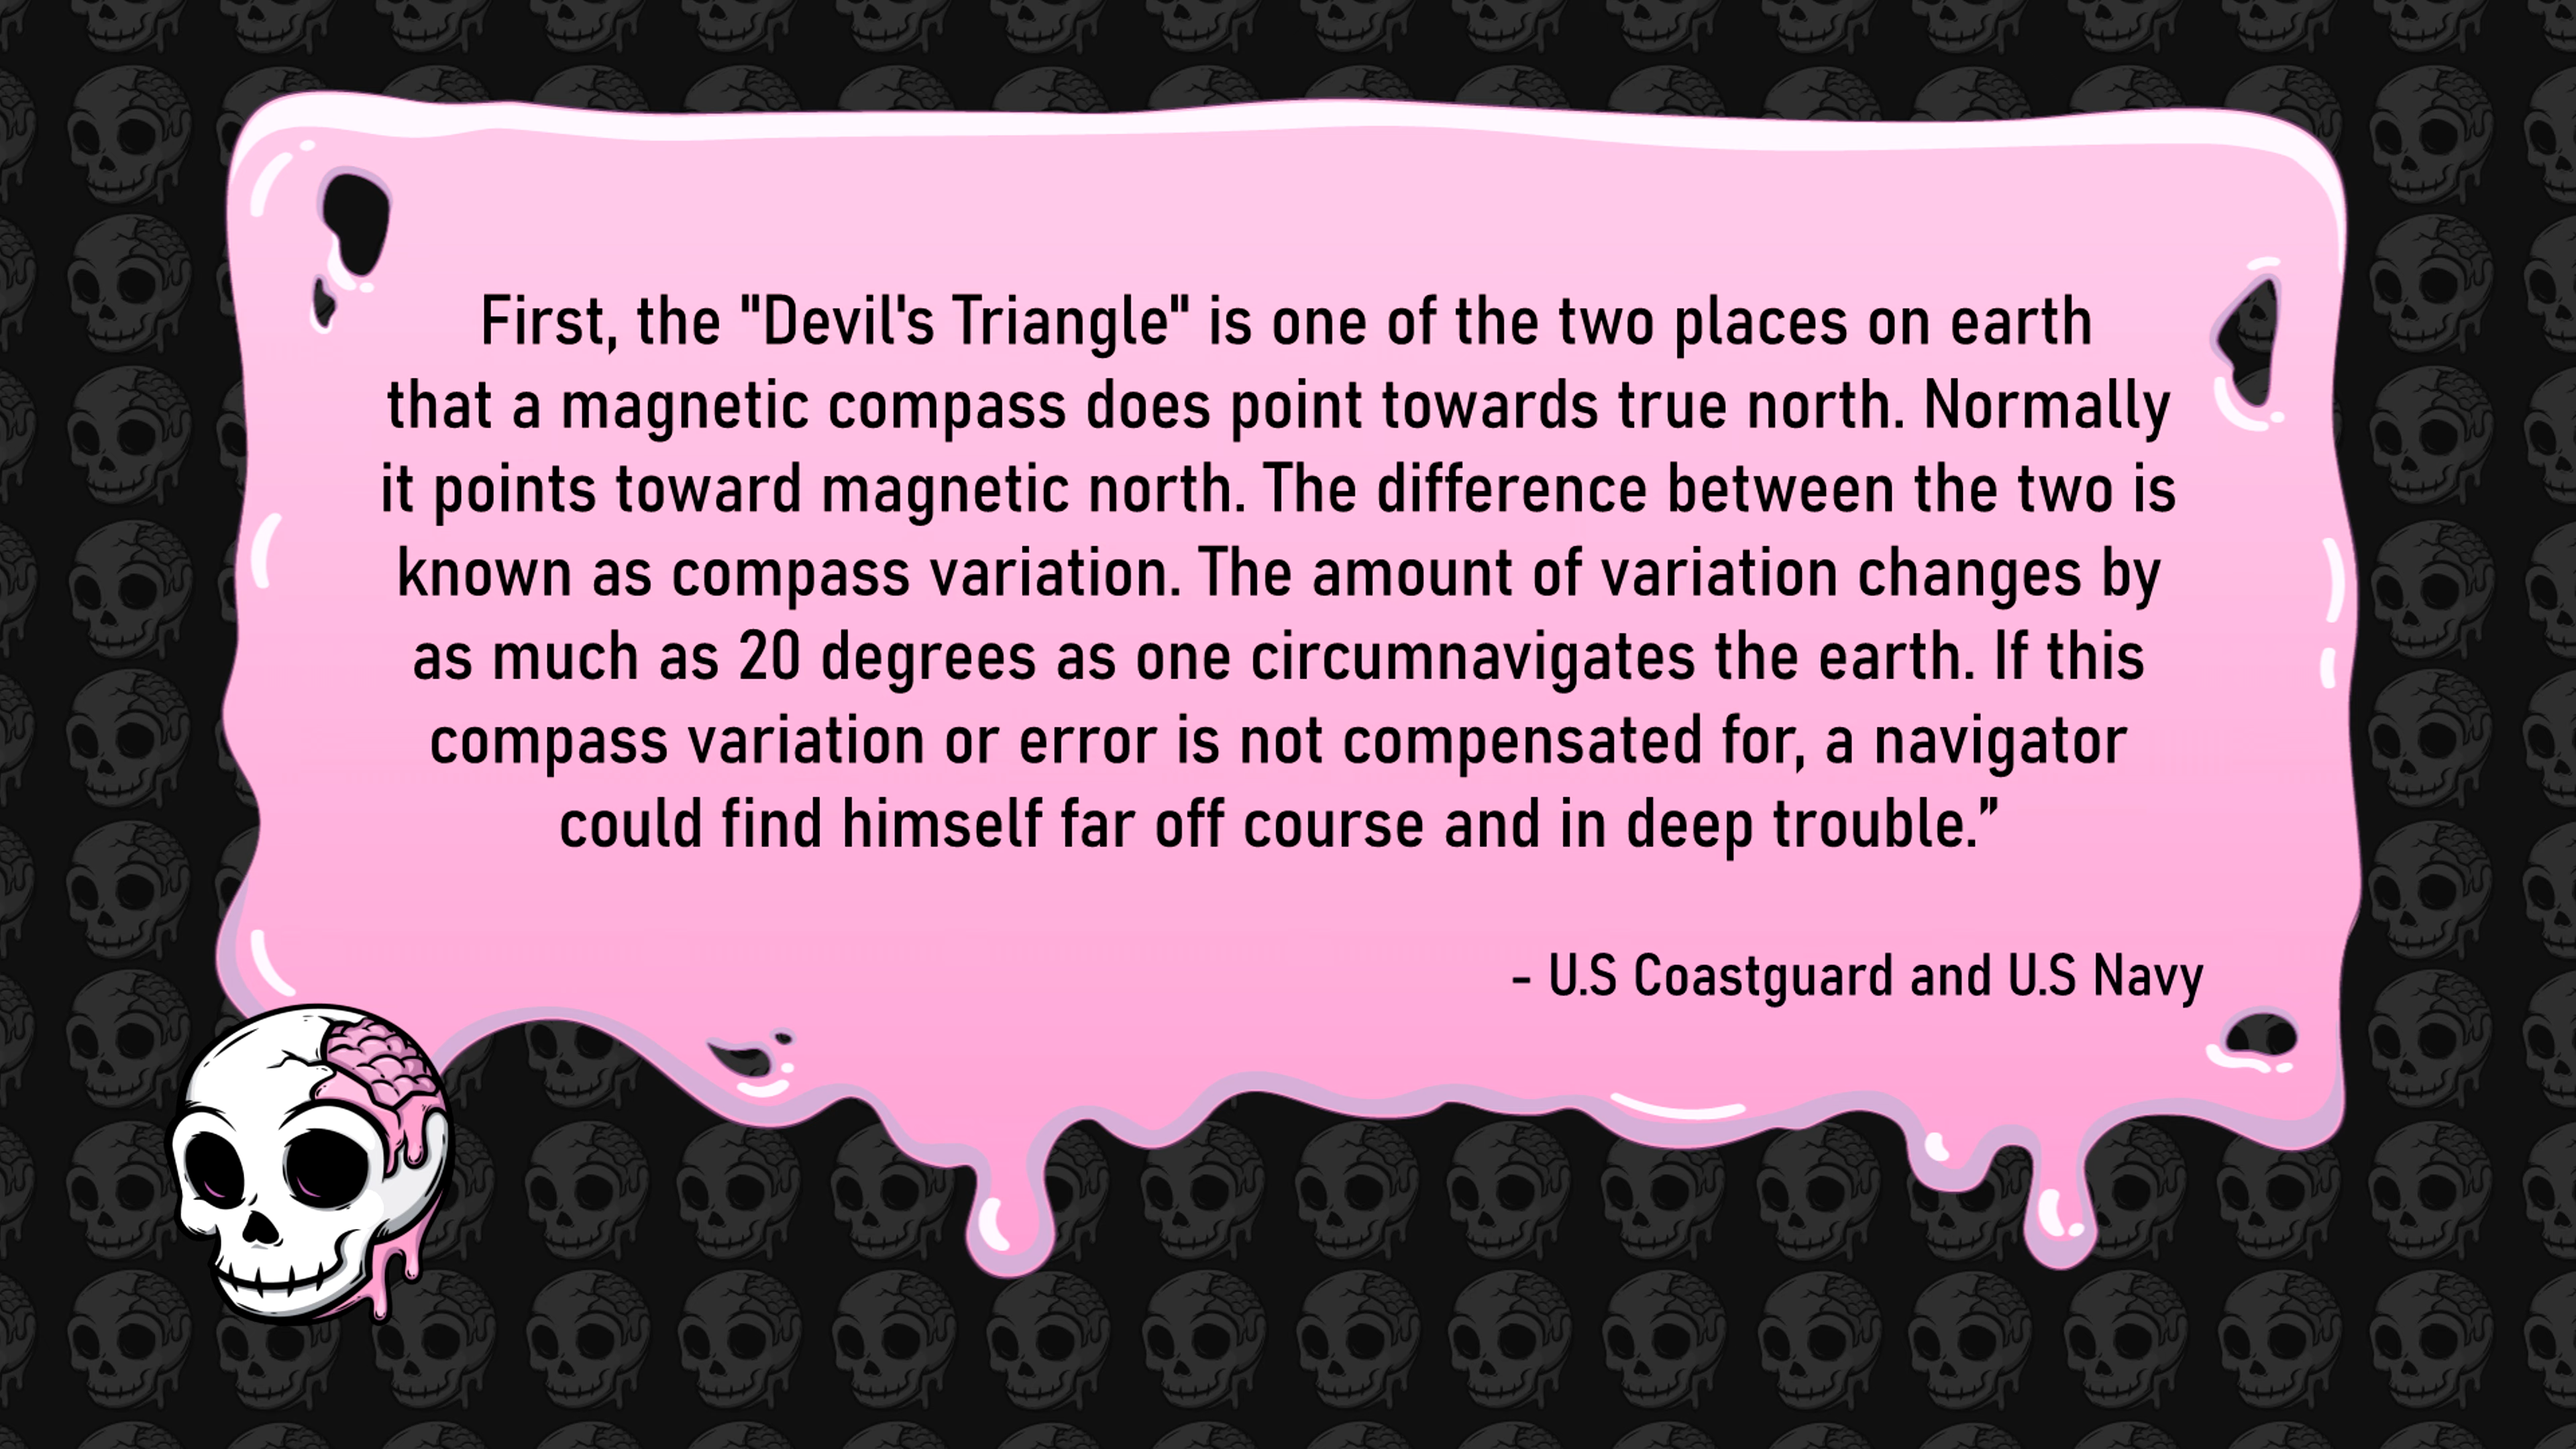 First, the "Devil's Triangle" is one of the two places on earth
that a magnetic compass does point towards true north. Normally
it points toward magnetic north. The difference between the two is
known as compass variation. The amount of variation changes by
as much as 20 degrees as one circumnavigates the earth. If this
compass variation or error is not compensated for, a navigator
could find himself far off course and in deep trouble.”
- U.S Coastguard and U.S Navy